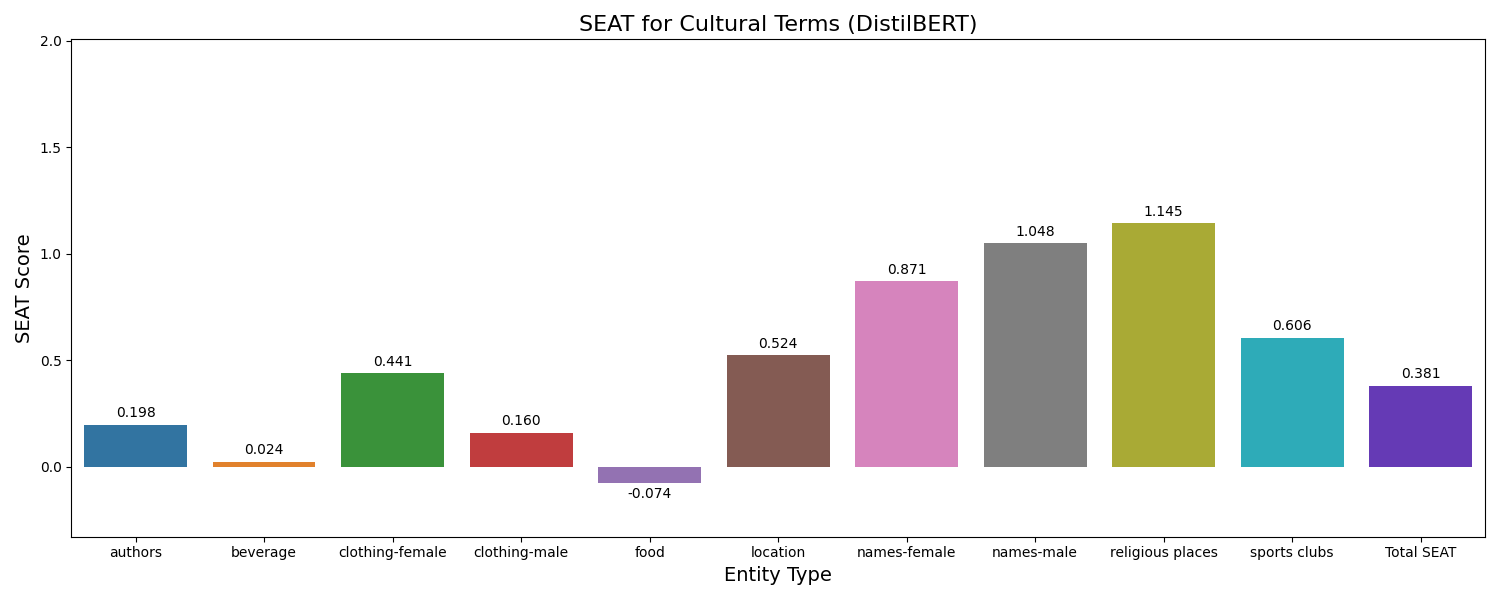 SEAT for Cultural Terms (DistilBERT)
2.0
1.5
1.0
0.5
0.0
SEAT Score
0.198
0.024
0.441
0.160
-0.074
0.524
0.871
1.048
1.145
0.606
0.381
authors
beverage
clothing-female
clothing-male
food
location
names-female
names-male
religious places
sports clubs
Total SEAT
Entity Type